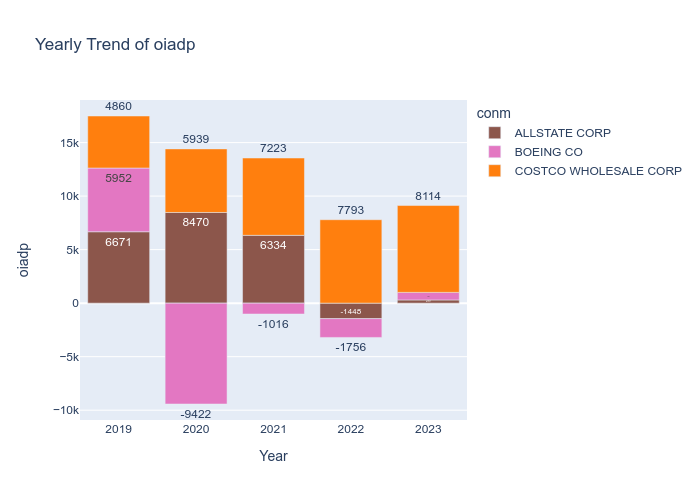 Yearly Trend of oiadp
conm
ALLSTATE CORP
BOEING CO
COSTCO WHOLESALE CORP
oiadp
15k
10k
5k
0
−5k
−10k
4860
5952
6671
5939
8470
-9422
7223
6334
-1016
7793
-1448
-1756
8114
2019
2020
2021
2022
2023
Year